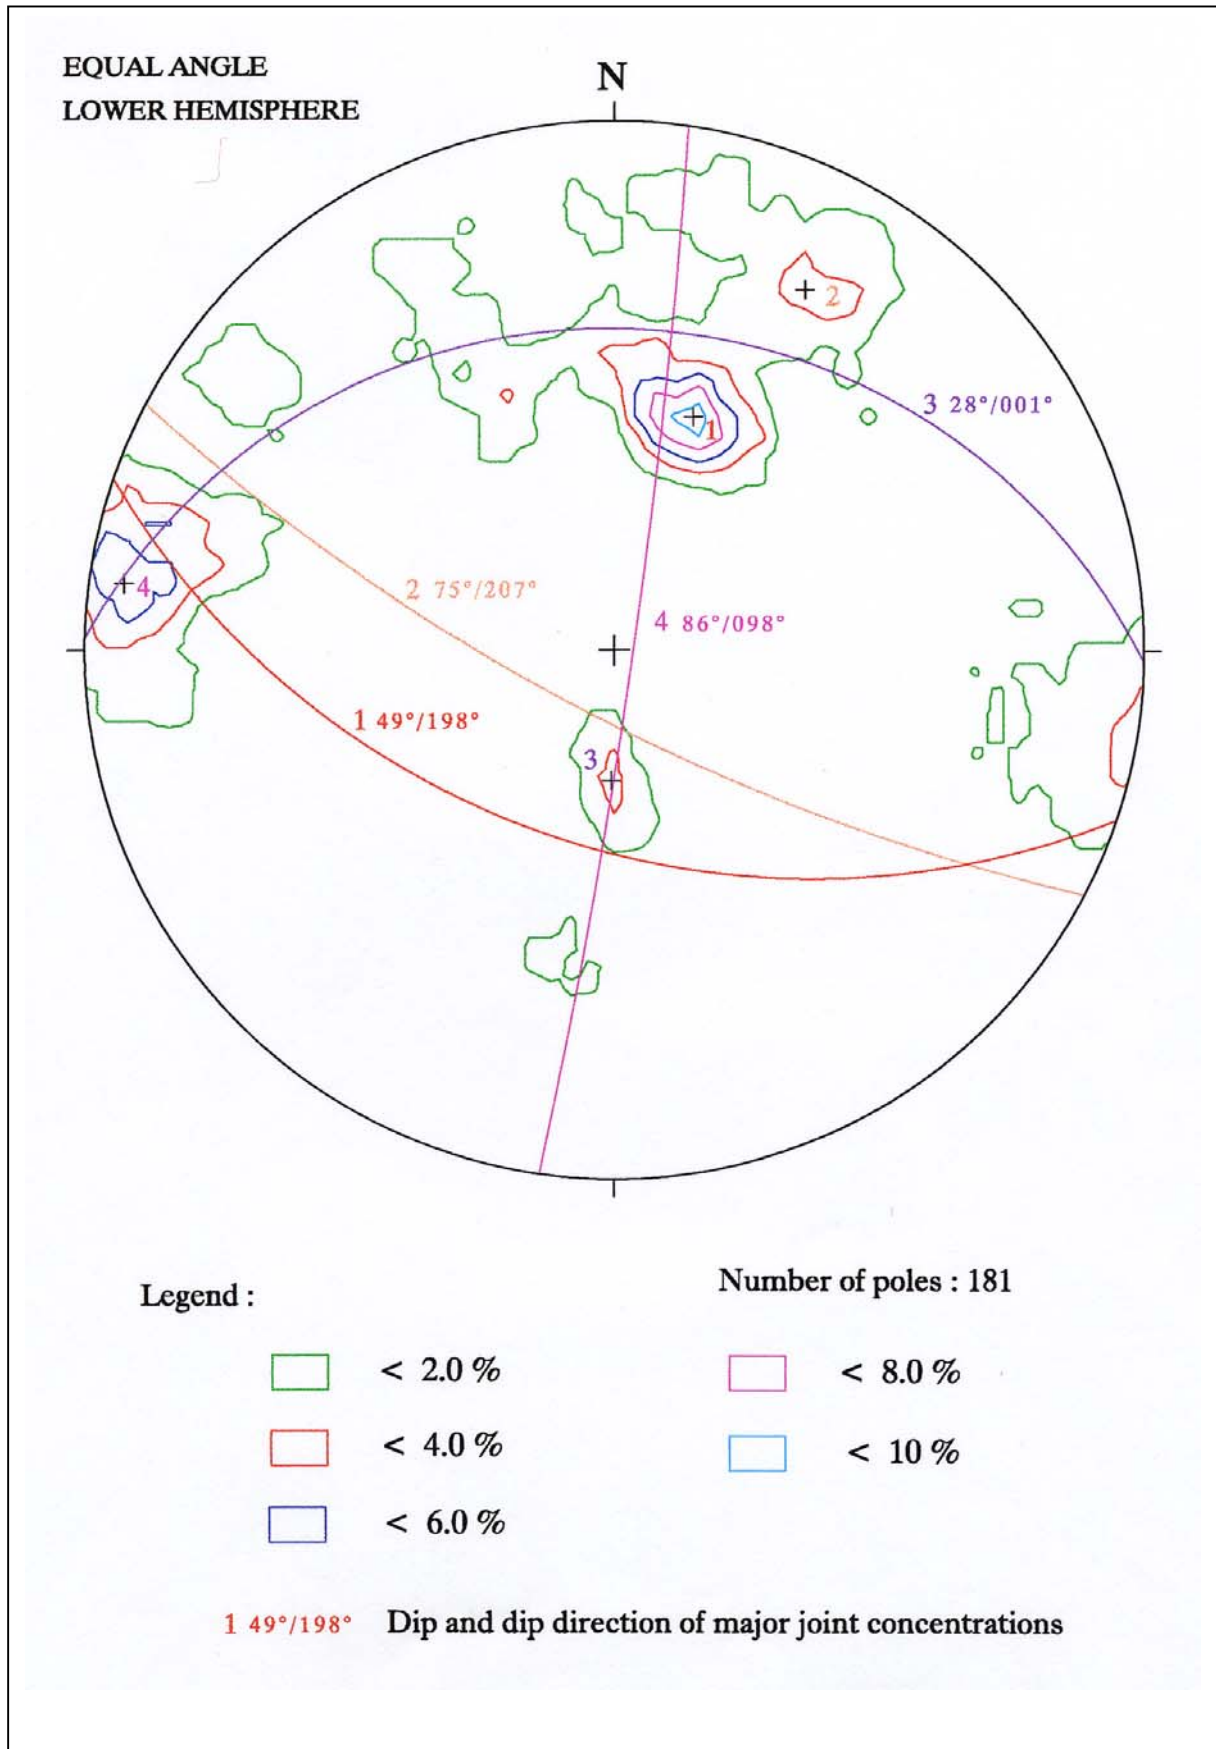 EQUAL ANGLE
LOWER HEMISPHERE
N
2
1
3 28°/001°
4
2 75°/207°
4 86°/098°
1 49°/198°
3
Legend :
Number of poles : 181
< 2.0 %
< 8.0 %
< 4.0 %
< 10 %
< 6.0 %
1 49°/198° Dip and dip direction of major joint concentrations